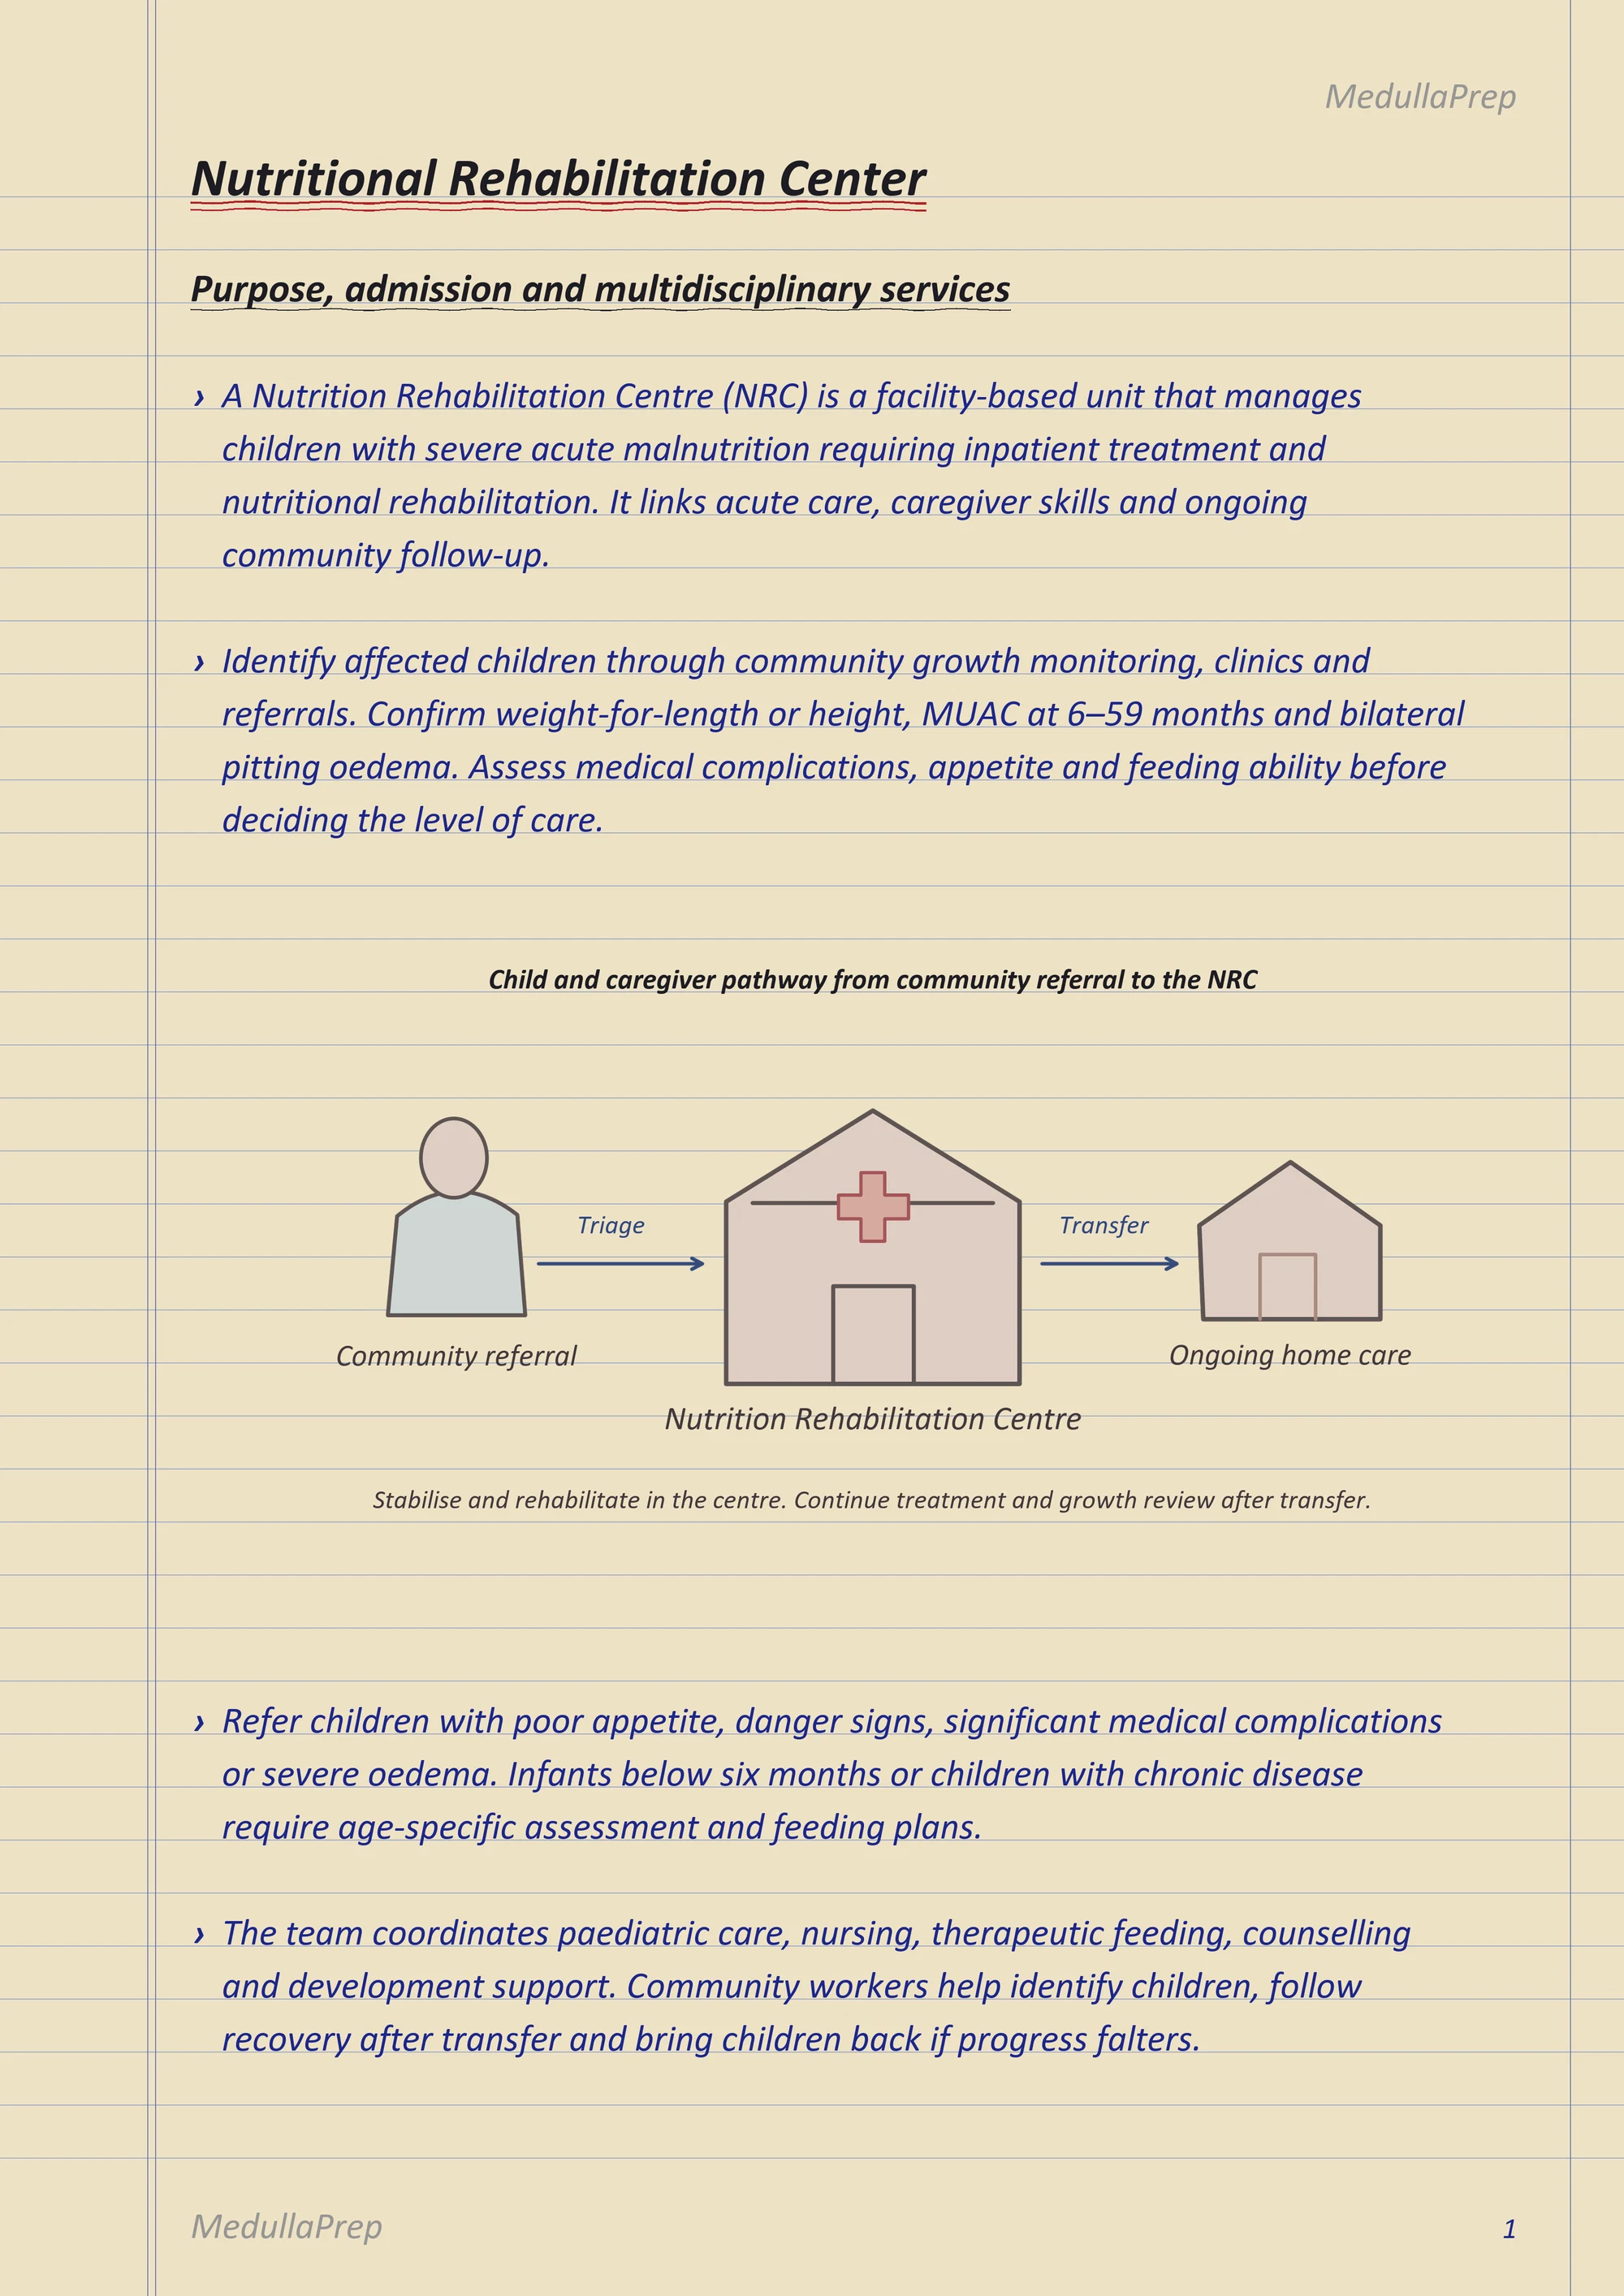 MedullaPrep
Nutritional Rehabilitation Center
Purpose, admission and multidisciplinary services
› A Nutrition Rehabilitation Centre (NRC) is a facility-based unit that manages
children with severe acute malnutrition requiring inpatient treatment and
nutritional rehabilitation. It links acute care, caregiver skills and ongoing
community follow-up.
› Identify affected children through community growth monitoring, clinics and
referrals. Confirm weight-for-length or height, MUAC at 6–59 months and bilateral
pitting oedema. Assess medical complications, appetite and feeding ability before
deciding the level of care.
Child and caregiver pathway from community referral to the NRC
Triage
Transfer
Community referral
Ongoing home care
Nutrition Rehabilitation Centre
Stabilise and rehabilitate in the centre. Continue treatment and growth review after transfer.
› Refer children with poor appetite, danger signs, significant medical complications
or severe oedema. Infants below six months or children with chronic disease
require age-specific assessment and feeding plans.
› The team coordinates paediatric care, nursing, therapeutic feeding, counselling
and development support. Community workers help identify children, follow
recovery after transfer and bring children back if progress falters.
MedullaPrep
1